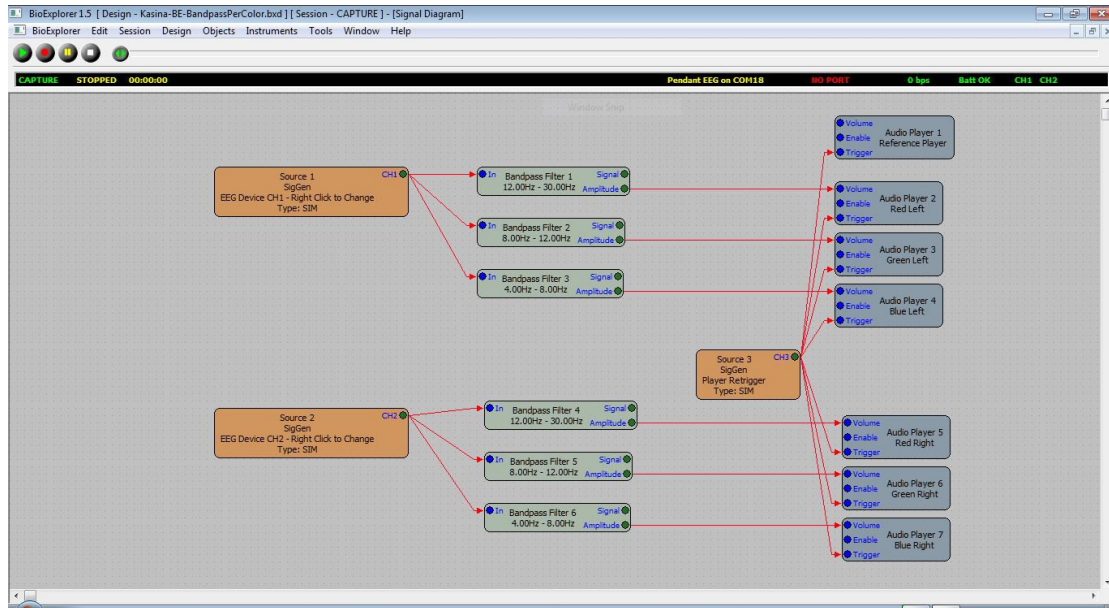 BioExplorer 1.5 [ Design - Kasina-BE-BandpassPerColor.bxd ] [ Session - CAPTURE ] - [Signal Diagram]
BioExplorer Edit Session Design Objects Instruments Tools Window Help
CAPTURE STOPPED 00:00:00 Pendant EEG on COM18 NO PORT 0 bps Batt OK CH1 CH2
Window Snip
Source 1 CH1
SigGen
EEG Device CH1 - Right Click to Change
Type: SIM
In Bandpass Filter 1 Signal
12.00Hz - 30.00Hz Amplitude
In Bandpass Filter 2 Signal
8.00Hz - 12.00Hz Amplitude
In Bandpass Filter 3 Signal
4.00Hz - 8.00Hz Amplitude
Volume
Enable Audio Player 1
Trigger Reference Player
Volume
Enable Audio Player 2
Trigger Red Left
Volume
Enable Audio Player 3
Trigger Green Left
Volume
Enable Audio Player 4
Trigger Blue Left
Source 3 CH3
SigGen
Player Retrigger
Type: SIM
Source 2 CH2
SigGen
EEG Device CH2 - Right Click to Change
Type: SIM
In Bandpass Filter 4 Signal
12.00Hz - 30.00Hz Amplitude
In Bandpass Filter 5 Signal
8.00Hz - 12.00Hz Amplitude
In Bandpass Filter 6 Signal
4.00Hz - 8.00Hz Amplitude
Volume
Enable Audio Player 5
Trigger Red Right
Volume
Enable Audio Player 6
Trigger Green Right
Volume
Enable Audio Player 7
Trigger Blue Right